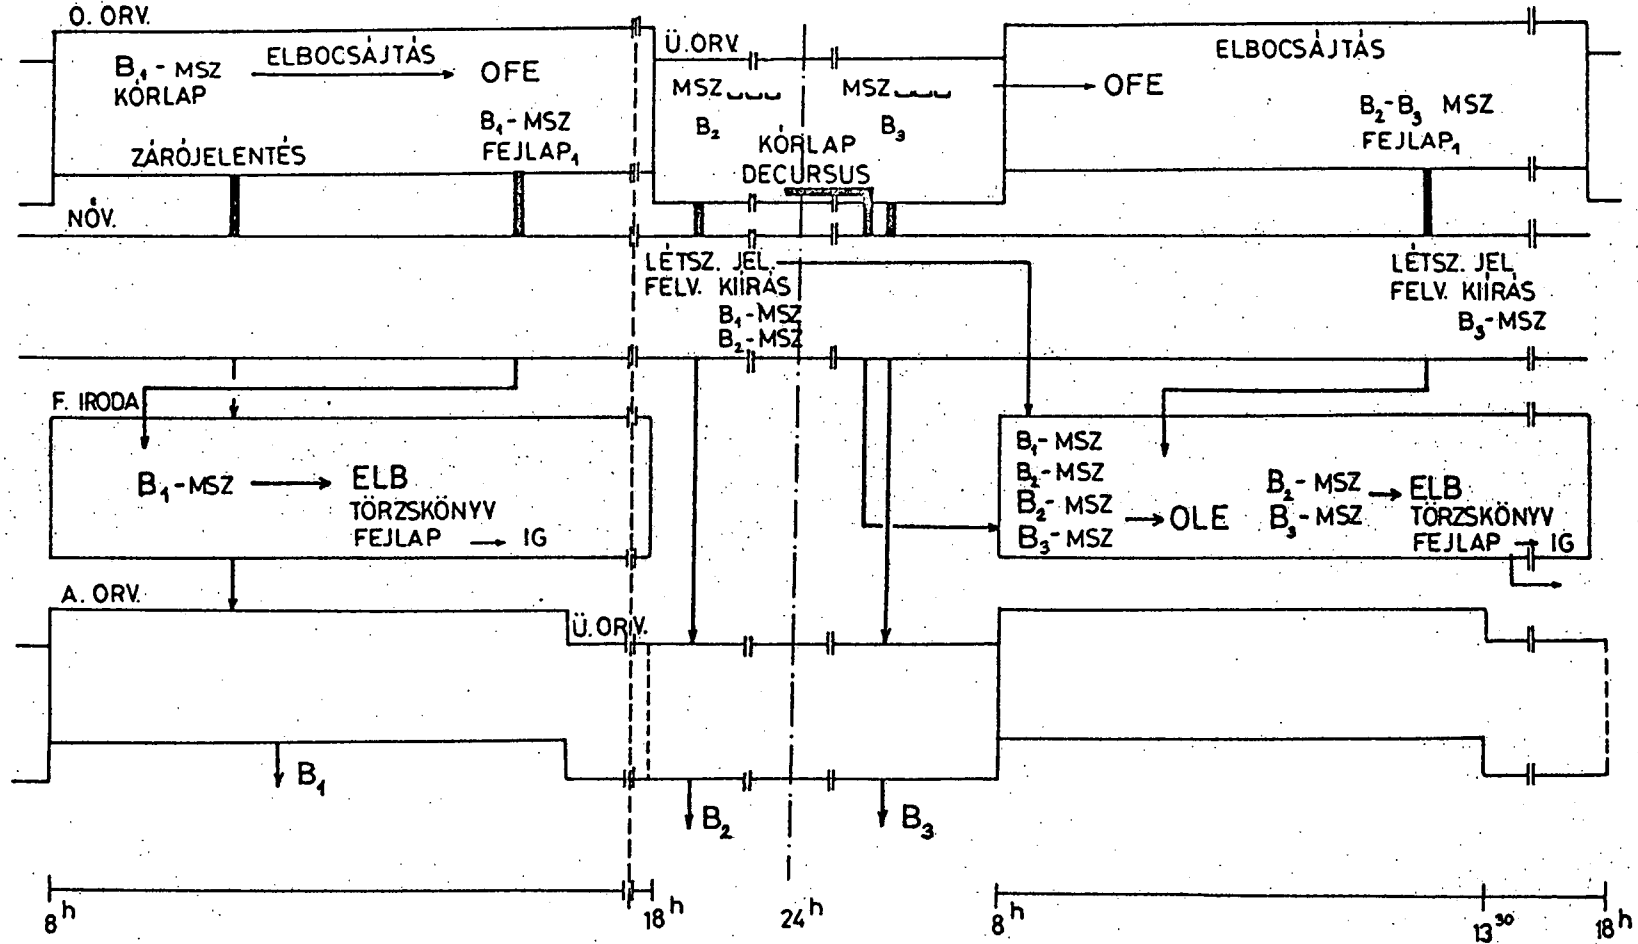 O. ORV.
B₁-MSZ ELBOCSÁJTÁS OFE
KÓRLAP
B₁-MSZ
FEJLAP₁
ZÁRÓJELENTÉS
Ü.ORV.
MSZ
B₂
MSZ
B₃
KÓRLAP
DECURSUS
OFE
ELBOCSÁJTÁS
B₂-B₃ MSZ
FEJLAP₁
NŐV.
LÉTSZ. JEL.
FELV. KIÍRÁS
B₁-MSZ
B₂-MSZ
LÉTSZ. JEL.
FELV. KIÍRÁS
B₃-MSZ
F. IRODA
B₁-MSZ ELB
TÖRZSKÖNYV
FEJLAP IG
B₁-MSZ
B₂-MSZ
B₂-MSZ
B₃-MSZ
OLE
B₂-MSZ
B₃-MSZ
ELB
TÖRZSKÖNYV
FEJLAP IG
A. ORV.
Ü.ORV.
B₁
B₂
B₃
8ʰ 18ʰ 24ʰ 8ʰ 13³⁰ 18ʰ